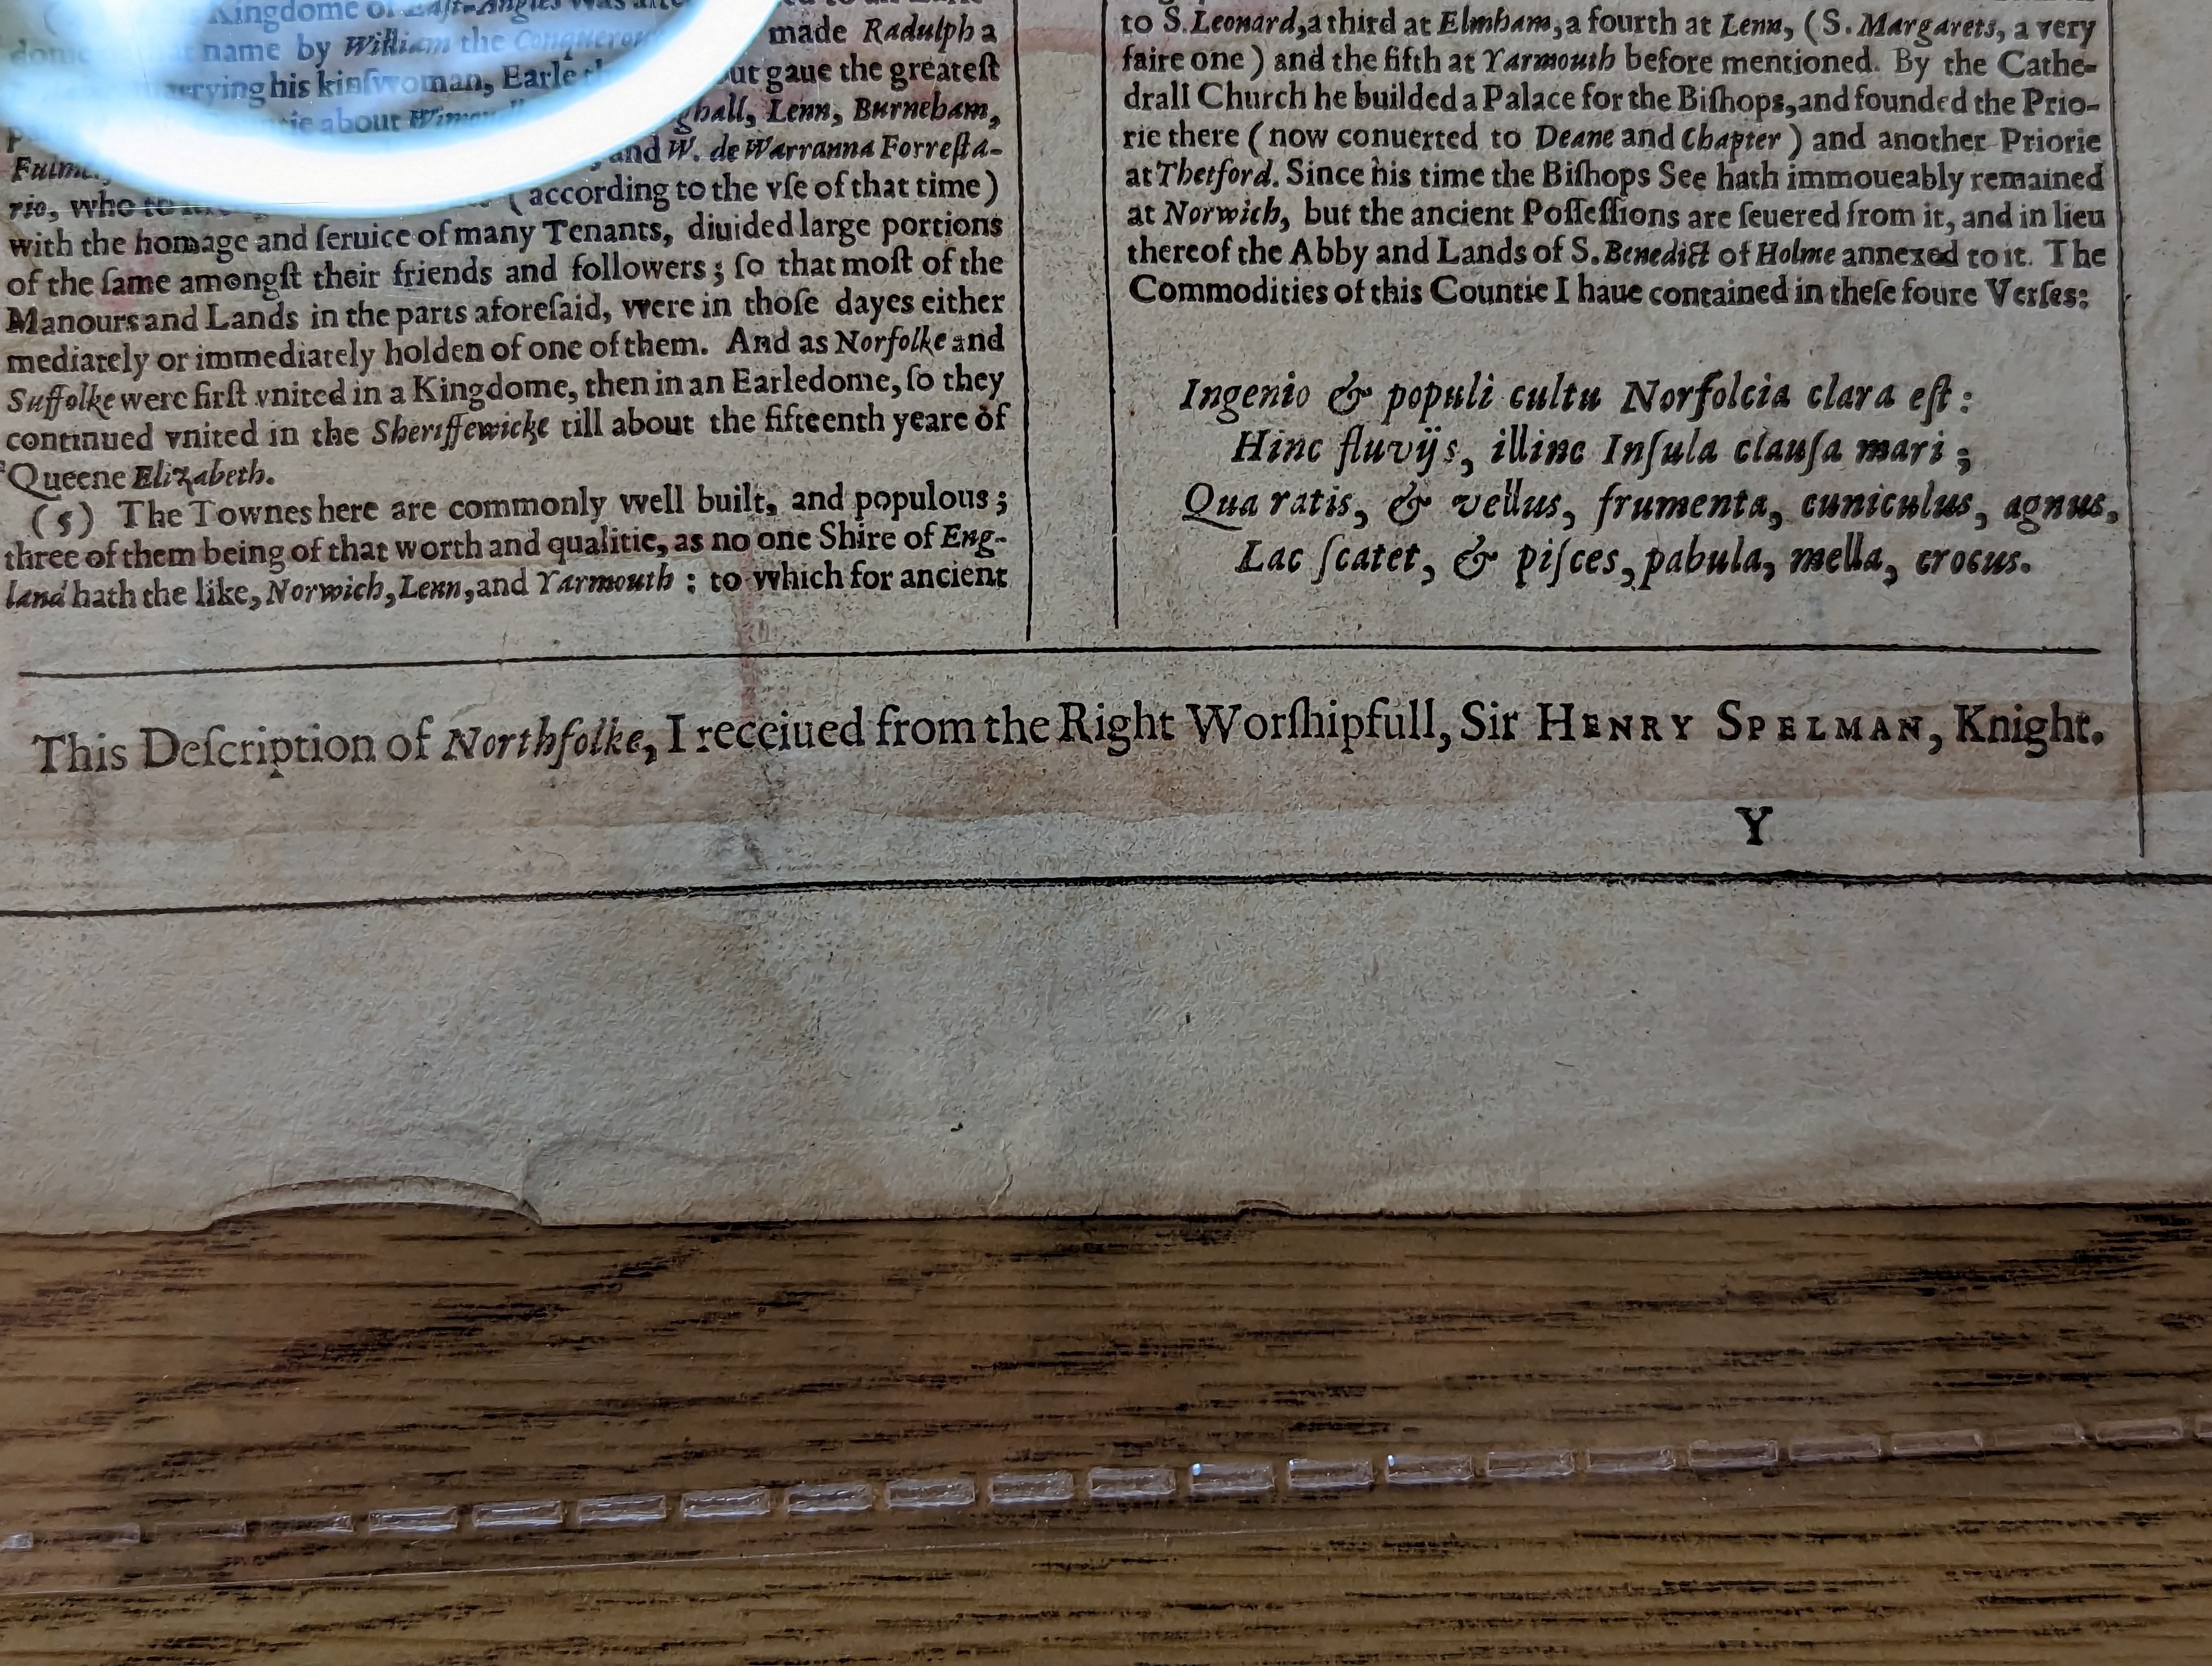 Kingdome of East-Angles was
name by William the Conquerour made Radulph a
marrying his kinſwoman, Earle but gaue the greateſt
about ghall, Lenn, Burneham,
and W. de Warranna Forreſta-
rio, who to (according to the vſe of that time)
with the homage and ſeruice of many Tenants, diuided large portions
of the ſame amongſt their friends and followers; ſo that moſt of the
Manours and Lands in the parts aforeſaid, were in thoſe dayes either
mediately or immediately holden of one of them. And as Norfolke and
Suffolke were firſt vnited in a Kingdome, then in an Earledome, ſo they
continued vnited in the Sheriffewicke till about the fifteenth yeare of
Queene Elizabeth.
(5) The Townes here are commonly well built, and populous;
three of them being of that worth and qualitie, as no one Shire of Eng-
land hath the like, Norwich, Lenn, and Yarmouth: to which for ancient
to S. Leonard, a third at Elmham, a fourth at Lenn, (S. Margarets, a very
faire one) and the fifth at Yarmouth before mentioned. By the Cathe-
drall Church he builded a Palace for the Biſhops, and founded the Prio-
rie there (now conuerted to Deane and Chapter) and another Priorie
at Thetford. Since his time the Biſhops See hath immoueably remained
at Norwich, but the ancient Poſſeſſions are ſeuered from it, and in lieu
thereof the Abby and Lands of S. Benedict of Holme annexed to it. The
Commodities of this Countie I haue contained in theſe foure Verſes:
Ingenio & populi cultu Norfolcia clara eſt:
Hinc fluvijs, illinc Inſula clauſa mari;
Qua ratis, & vellus, frumenta, cuniculus, agnus,
Lac ſcatet, & piſces, pabula, mella, crocus.
This Deſcription of Northfolke, I receiued from the Right Worſhipfull, Sir HENRY SPELMAN, Knight.
Y